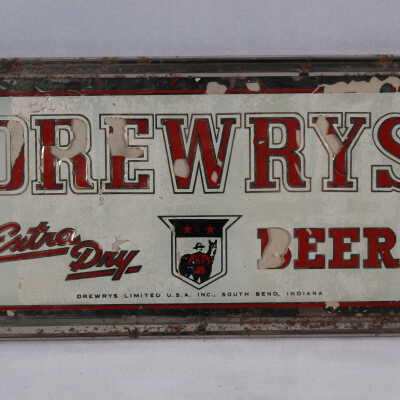 DREWRYS
Extra Dry
BEER
DREWRYS LIMITED U.S.A. INC., SOUTH BEND, INDIANA